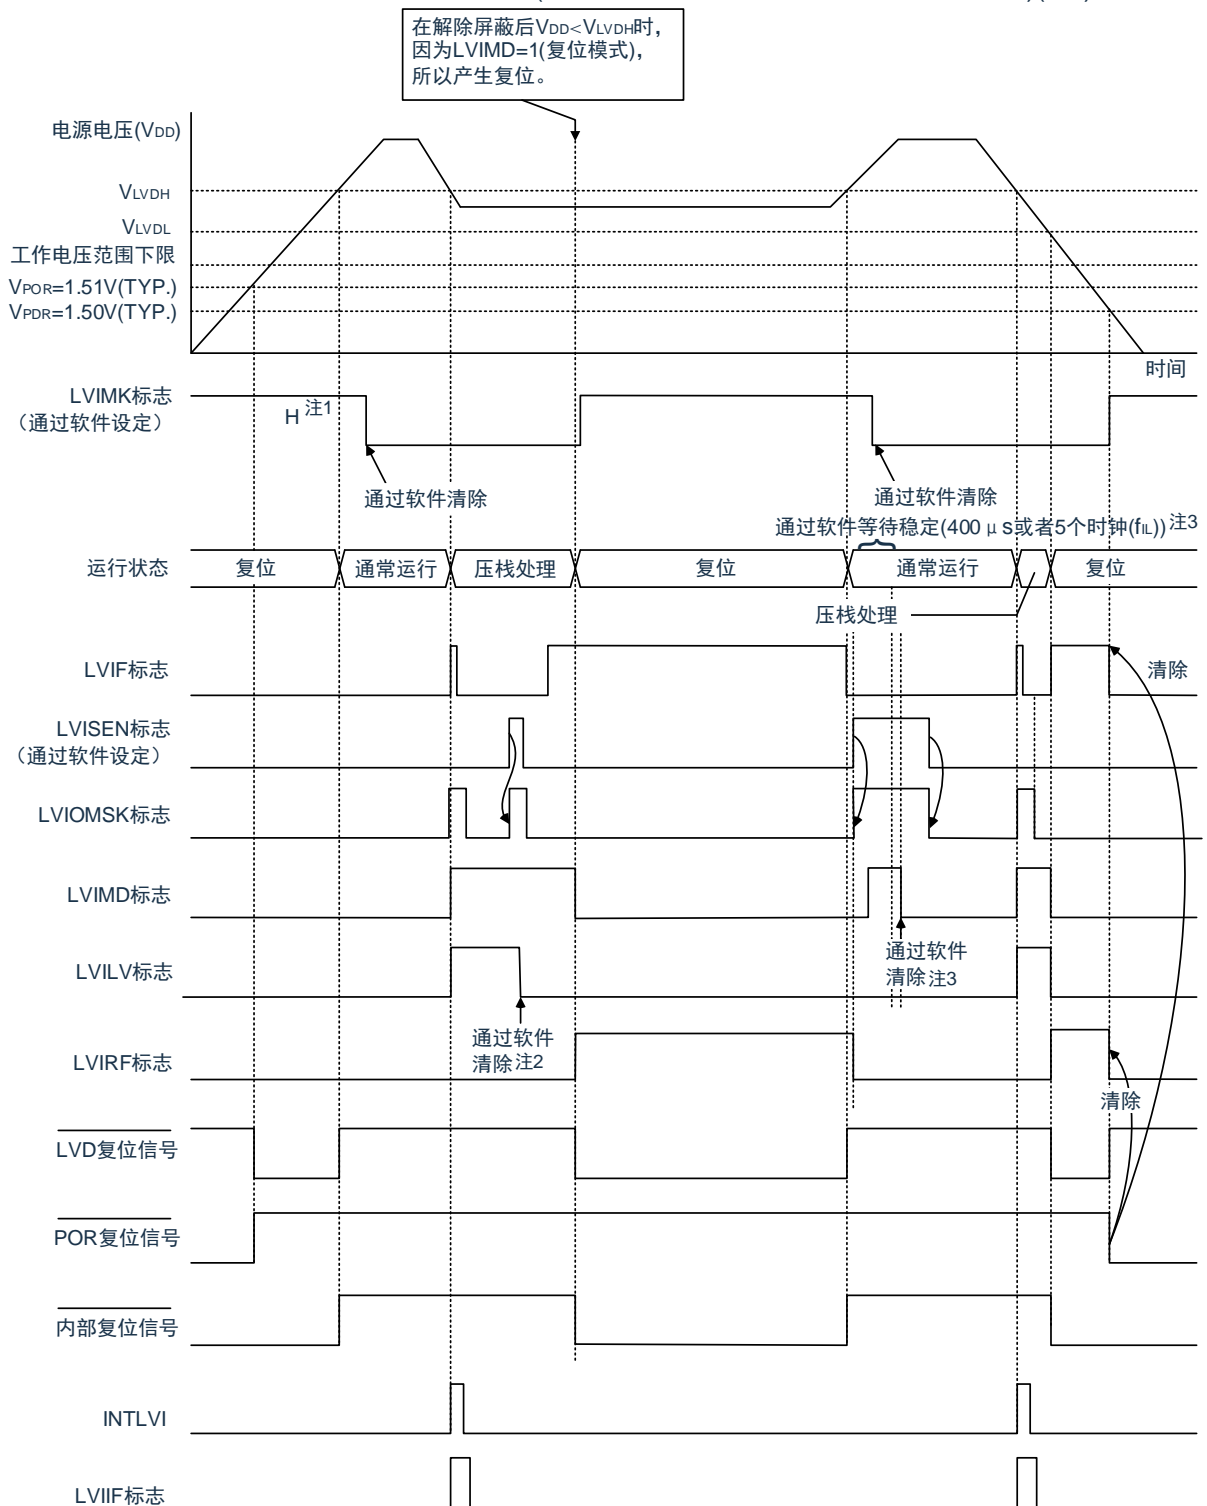 在解除屏蔽后VDD<VLVDH时，
因为LVIMD=1(复位模式)，
所以产生复位。
电源电压(VDD)
VLVDH
VLVDL
工作电压范围下限
VPOR=1.51V(TYP.)
VPDR=1.50V(TYP.)
时间
LVIMK标志
（通过软件设定）
H 注1
通过软件清除
通过软件清除
通过软件等待稳定(400 μ s或者5个时钟(fIL)) 注3
运行状态
复位
通常运行
压栈处理
复位
通常运行
复位
压栈处理
LVIF标志
清除
LVISEN标志
（通过软件设定）
LVIOMSK标志
LVIMD标志
通过软件
清除注3
LVILV标志
通过软件
清除注2
LVIRF标志
清除
LVD复位信号
POR复位信号
内部复位信号
INTLVI
LVIIF标志